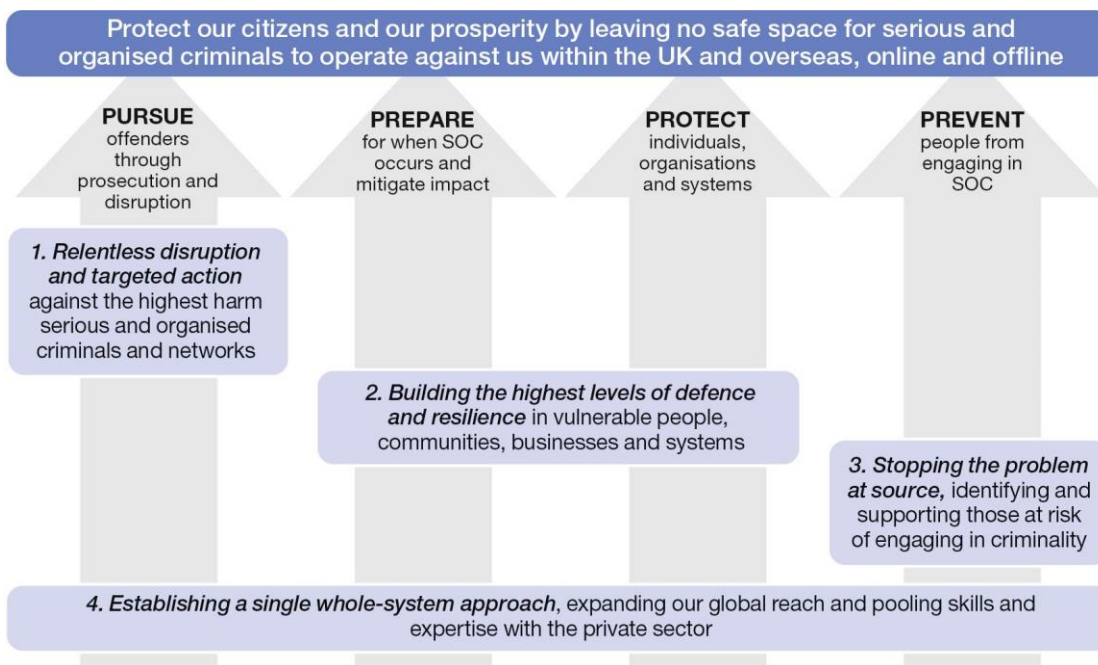 Protect our citizens and our prosperity by leaving no safe space for serious and
organised criminals to operate against us within the UK and overseas, online and offline
PURSUE
offenders
through
prosecution and
disruption
PREPARE
for when SOC
occurs and
mitigate impact
PROTECT
individuals,
organisations
and systems
PREVENT
people from
engaging in
SOC
1. Relentless disruption
and targeted action
against the highest harm
serious and organised
criminals and networks
2. Building the highest levels of defence
and resilience in vulnerable people,
communities, businesses and systems
3. Stopping the problem
at source, identifying and
supporting those at risk
of engaging in criminality
4. Establishing a single whole-system approach, expanding our global reach and pooling skills and
expertise with the private sector